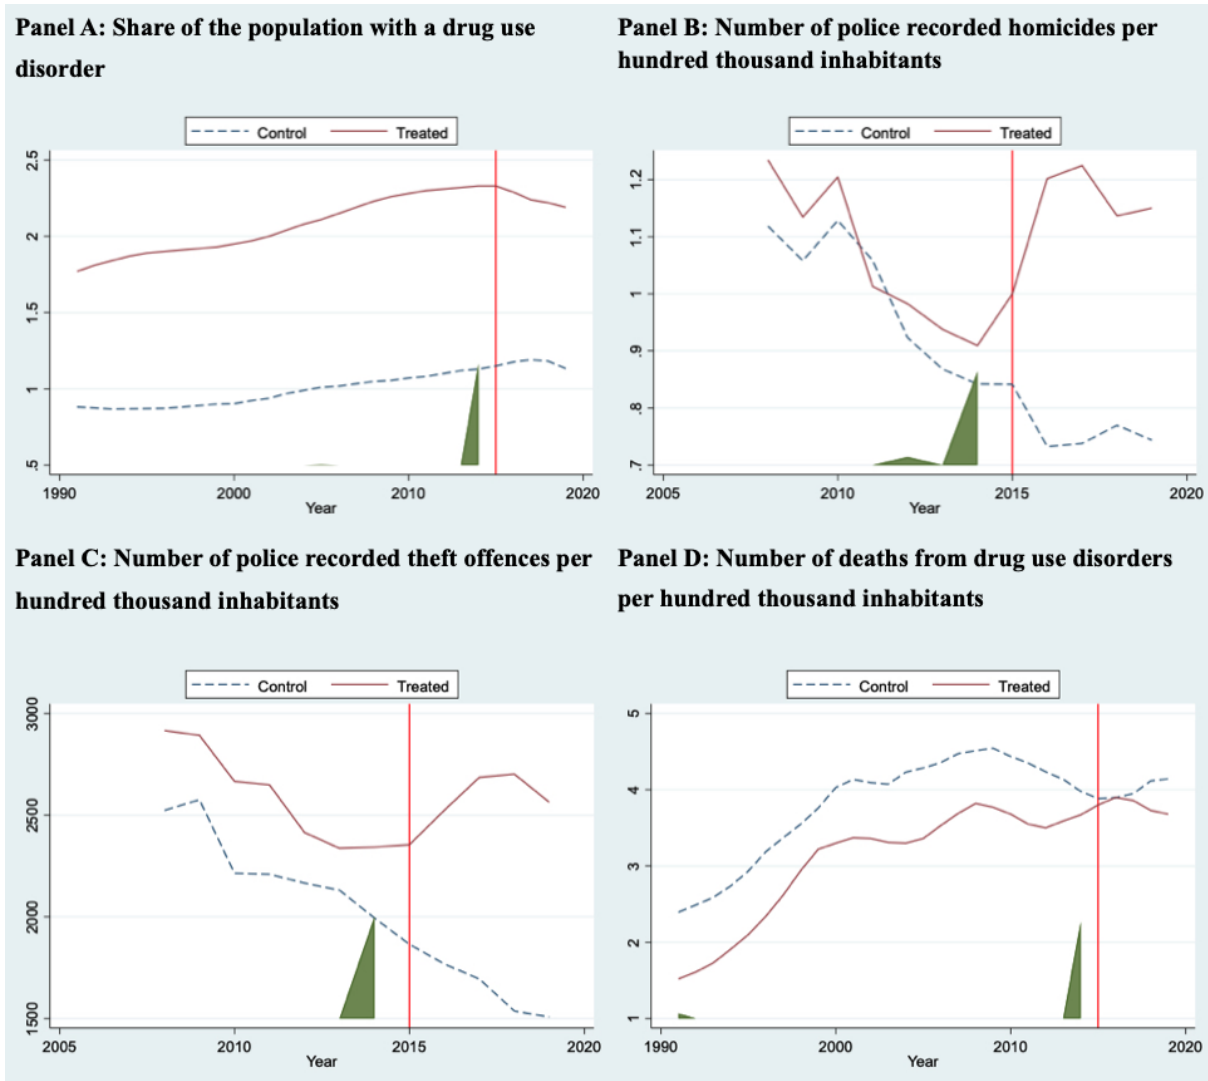 Panel A: Share of the population with a drug use
disorder
Control Treated
2.5
2
1.5
1
.5
1990 2000 2010 2020
Year
Panel B: Number of police recorded homicides per
hundred thousand inhabitants
Control Treated
1.2
1.1
1
.9
.8
.7
2005 2010 2015 2020
Year
Panel C: Number of police recorded theft offences per
hundred thousand inhabitants
Control Treated
3000
2500
2000
1500
2005 2010 2015 2020
Year
Panel D: Number of deaths from drug use disorders
per hundred thousand inhabitants
Control Treated
5
4
3
2
1
1990 2000 2010 2020
Year